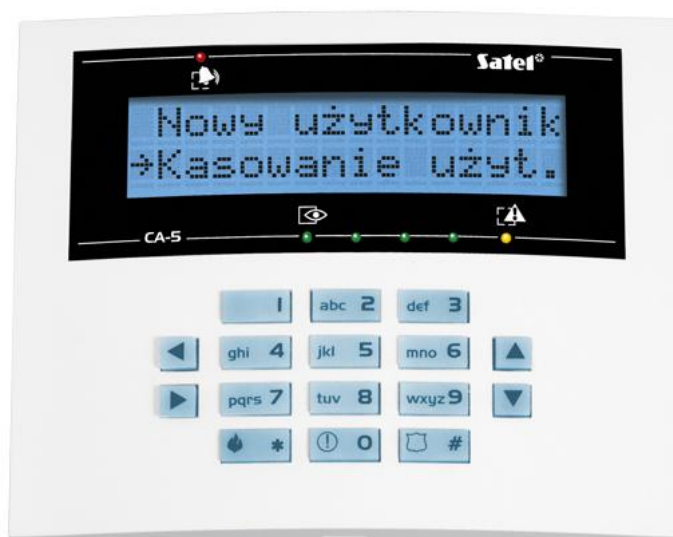 Satel
Nowy użytkownik
→Kasowanie użyt.
CA-5
1 abc 2 def 3
ghi 4 jkl 5 mno 6
pqrs 7 tuv 8 wxyz 9
* 0 #